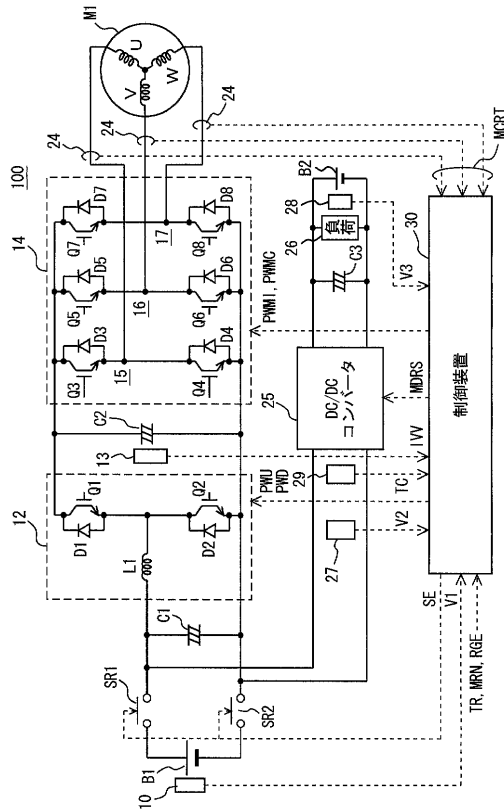 100
M1
U
V
W
24
24
24
MCRT
14
Q7
D7
17
Q8
D8
Q5
D5
16
Q6
D6
Q3
D3
15
Q4
D4
C2
13
12
Q1
D1
Q2
D2
L1
C1
SR1
SR2
B1
10
B2
28
26
負荷
C3
25
DC/DC
コンバータ
29
27
PWMI, PWMC
MDRS
IVV
TC
PWU
PWD
V2
V3
SE
V1
TR, MRN, RGE
30
制御装置